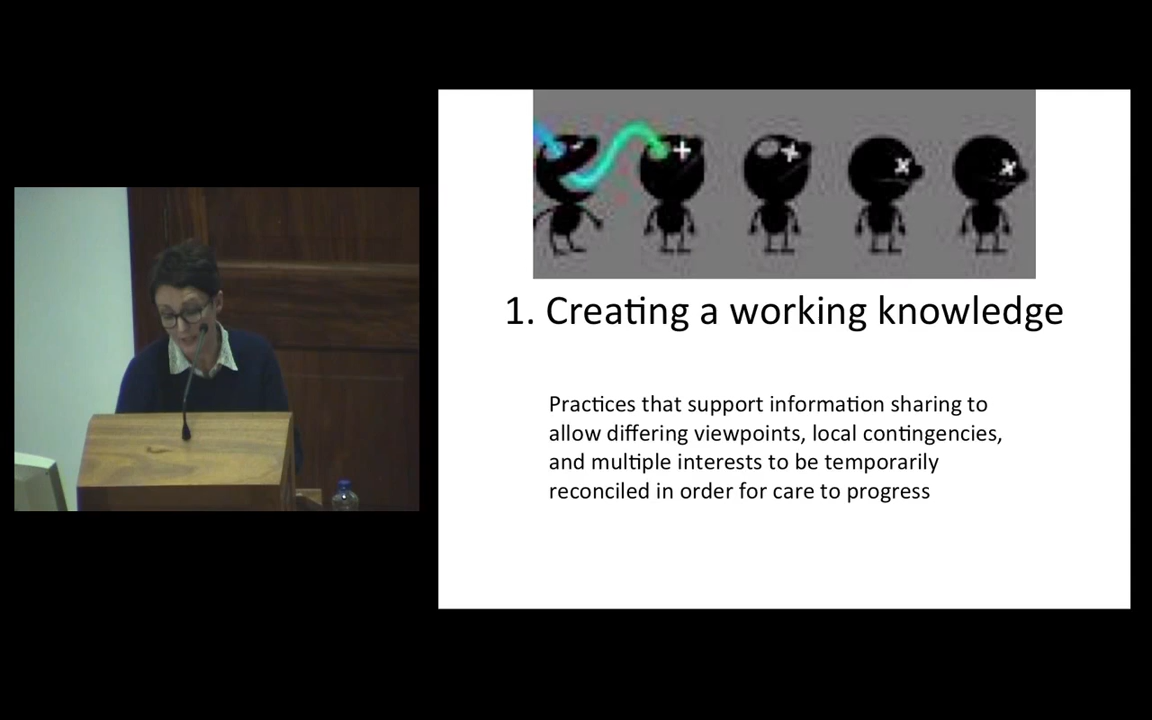 1. Creating a working knowledge
Practices that support information sharing to
allow differing viewpoints, local contingencies,
and multiple interests to be temporarily
reconciled in order for care to progress